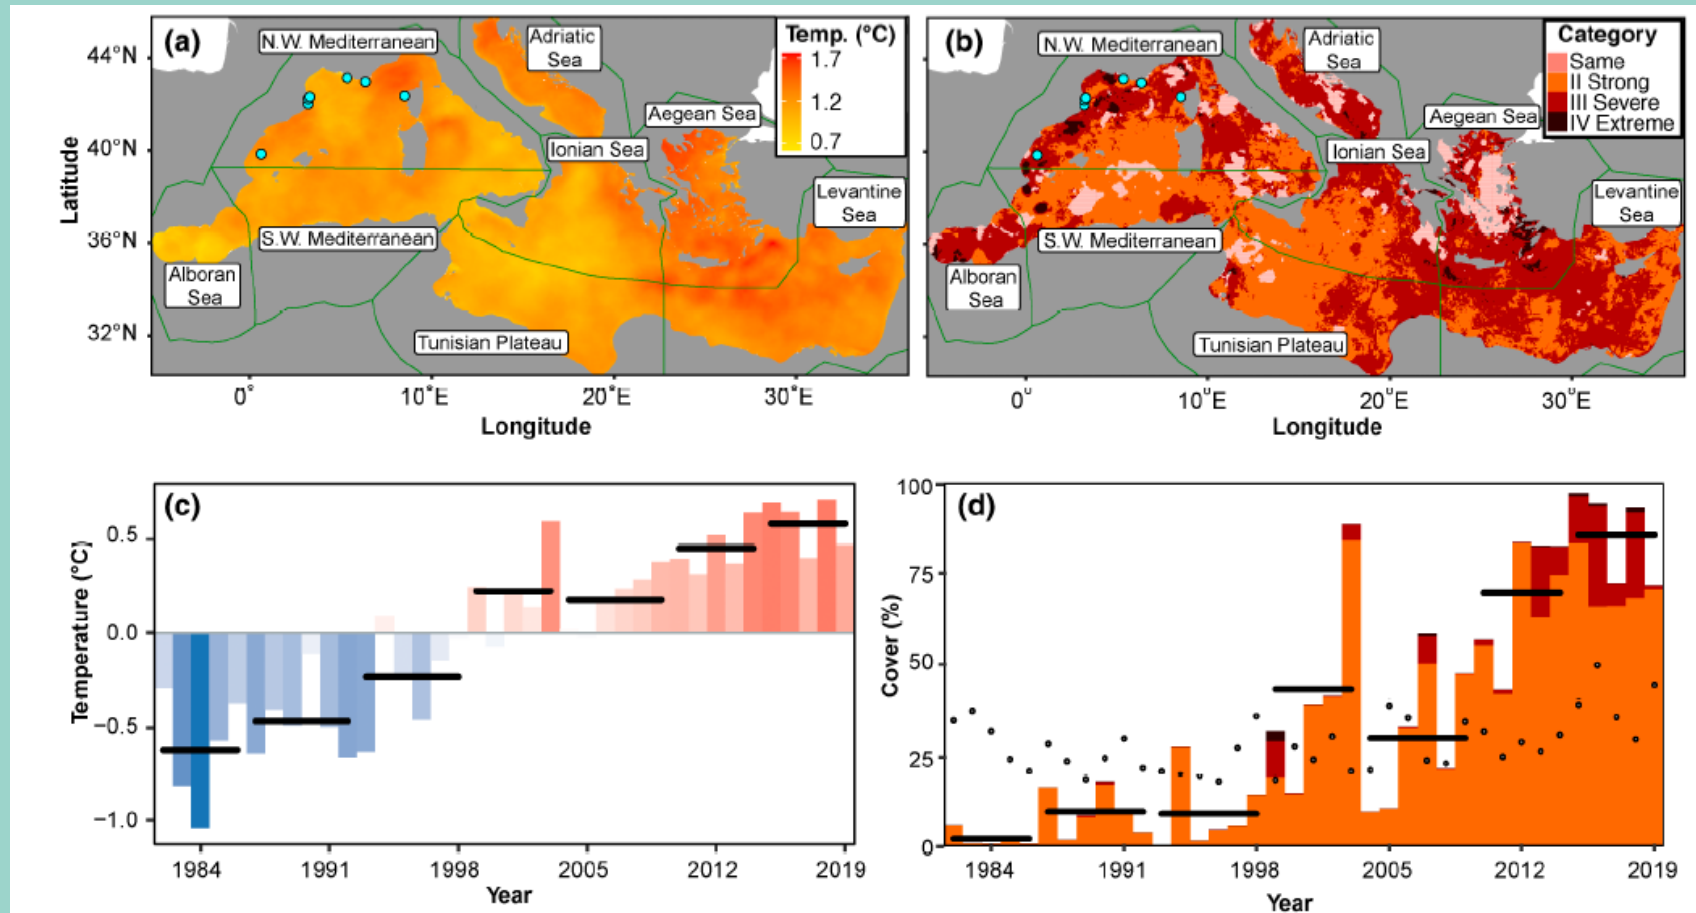 (a)
N.W. Mediterranean
Adriatic
Sea
Temp. (°C)
1.7
1.2
0.7
Aegean Sea
Ionian Sea
Levantine
Sea
S.W. Mediterranean
Alboran
Sea
Tunisian Plateau
44°N
40°N
36°N
32°N
Latitude
0°
10°E
20°E
30°E
Longitude
(b)
N.W. Mediterranean
Adriatic
Sea
Category
Same
II Strong
III Severe
IV Extreme
Aegean Sea
Ionian Sea
Levantine
Sea
S.W. Mediterranean
Alboran
Sea
Tunisian Plateau
0°
10°E
20°E
30°E
Longitude
(c)
0.5
0.0
−0.5
−1.0
Temperature (°C)
1984
1991
1998
2005
2012
2019
Year
(d)
100
75
50
25
0
Cover (%)
1984
1991
1998
2005
2012
2019
Year